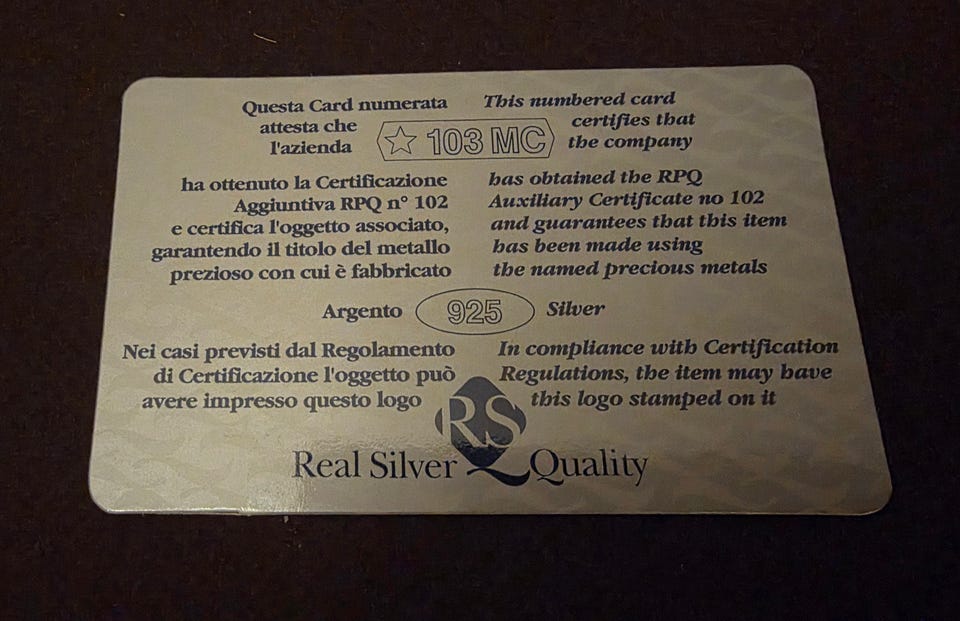 Questa Card numerata
attesta che
l'azienda
☆ 103 MC
This numbered card
certifies that
the company
ha ottenuto la Certificazione
Aggiuntiva RPQ n° 102
e certifica l'oggetto associato,
garantendo il titolo del metallo
prezioso con cui è fabbricato
has obtained the RPQ
Auxiliary Certificate no 102
and guarantees that this item
has been made using
the named precious metals
Argento 925 Silver
Nei casi previsti dal Regolamento
di Certificazione l'oggetto può
avere impresso questo logo
In compliance with Certification
Regulations, the item may have
this logo stamped on it
RS
Real Silver Quality